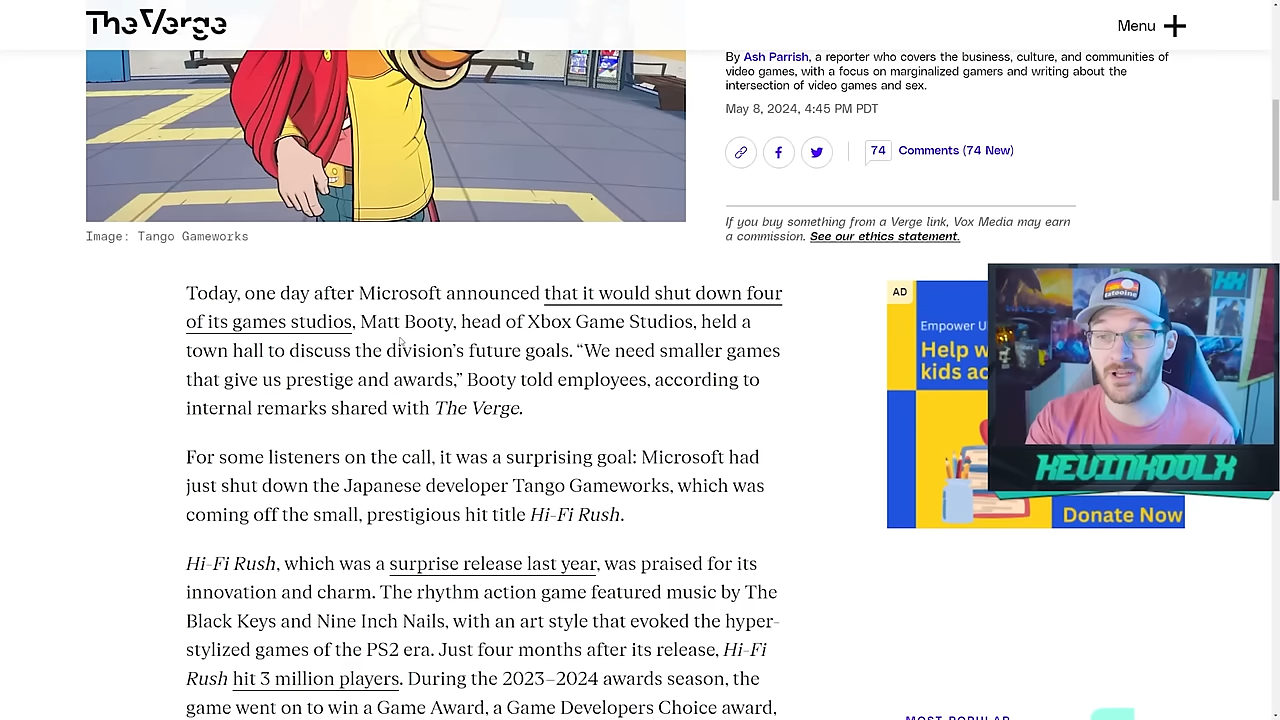 The Verge
Menu
By Ash Parrish, a reporter who covers the business, culture, and communities of
video games, with a focus on marginalized gamers and writing about the
intersection of video games and sex.
May 8, 2024, 4:45 PM PDT
74
Comments (74 New)
If you buy something from a Verge link, Vox Media may earn
a commission. See our ethics statement.
Image: Tango Gameworks
Today, one day after Microsoft announced that it would shut down four
of its games studios, Matt Booty, head of Xbox Game Studios, held a
town hall to discuss the division’s future goals. “We need smaller games
that give us prestige and awards,” Booty told employees, according to
internal remarks shared with The Verge.
For some listeners on the call, it was a surprising goal: Microsoft had
just shut down the Japanese developer Tango Gameworks, which was
coming off the small, prestigious hit title Hi-Fi Rush.
Hi-Fi Rush, which was a surprise release last year, was praised for its
innovation and charm. The rhythm action game featured music by The
Black Keys and Nine Inch Nails, with an art style that evoked the hyper-
stylized games of the PS2 era. Just four months after its release, Hi-Fi
Rush hit 3 million players. During the 2023–2024 awards season, the
game went on to win a Game Award, a Game Developers Choice award,
AD
Empower U
Help w
kids ac
Donate Now
tatooine
KEVINKOOLX
MOST POPULAR